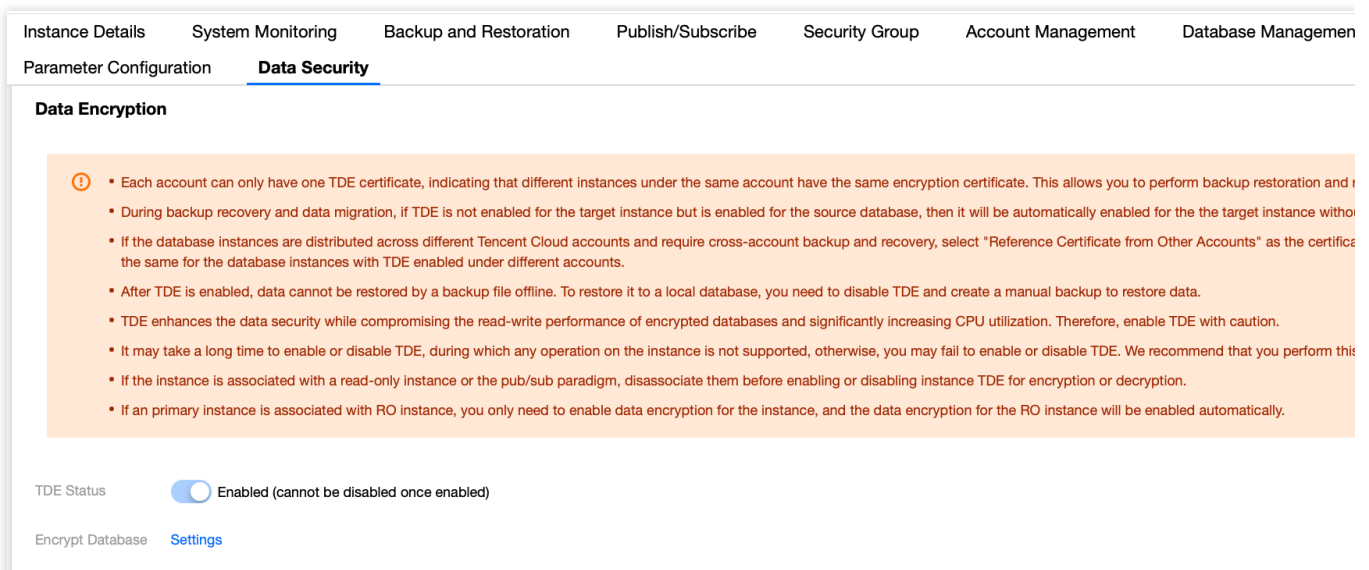 Instance Details System Monitoring Backup and Restoration Publish/Subscribe Security Group Account Management Database Managemen
Parameter Configuration Data Security
Data Encryption
• Each account can only have one TDE certificate, indicating that different instances under the same account have the same encryption certificate. This allows you to perform backup restoration and
• During backup recovery and data migration, if TDE is not enabled for the target instance but is enabled for the source database, then it will be automatically enabled for the the target instance withou
• If the database instances are distributed across different Tencent Cloud accounts and require cross-account backup and recovery, select "Reference Certificate from Other Accounts" as the certifica
the same for the database instances with TDE enabled under different accounts.
• After TDE is enabled, data cannot be restored by a backup file offline. To restore it to a local database, you need to disable TDE and create a manual backup to restore data.
• TDE enhances the data security while compromising the read-write performance of encrypted databases and significantly increasing CPU utilization. Therefore, enable TDE with caution.
• It may take a long time to enable or disable TDE, during which any operation on the instance is not supported, otherwise, you may fail to enable or disable TDE. We recommend that you perform this
• If the instance is associated with a read-only instance or the pub/sub paradigm, disassociate them before enabling or disabling instance TDE for encryption or decryption.
• If an primary instance is associated with RO instance, you only need to enable data encryption for the instance, and the data encryption for the RO instance will be enabled automatically.
TDE Status Enabled (cannot be disabled once enabled)
Encrypt Database Settings